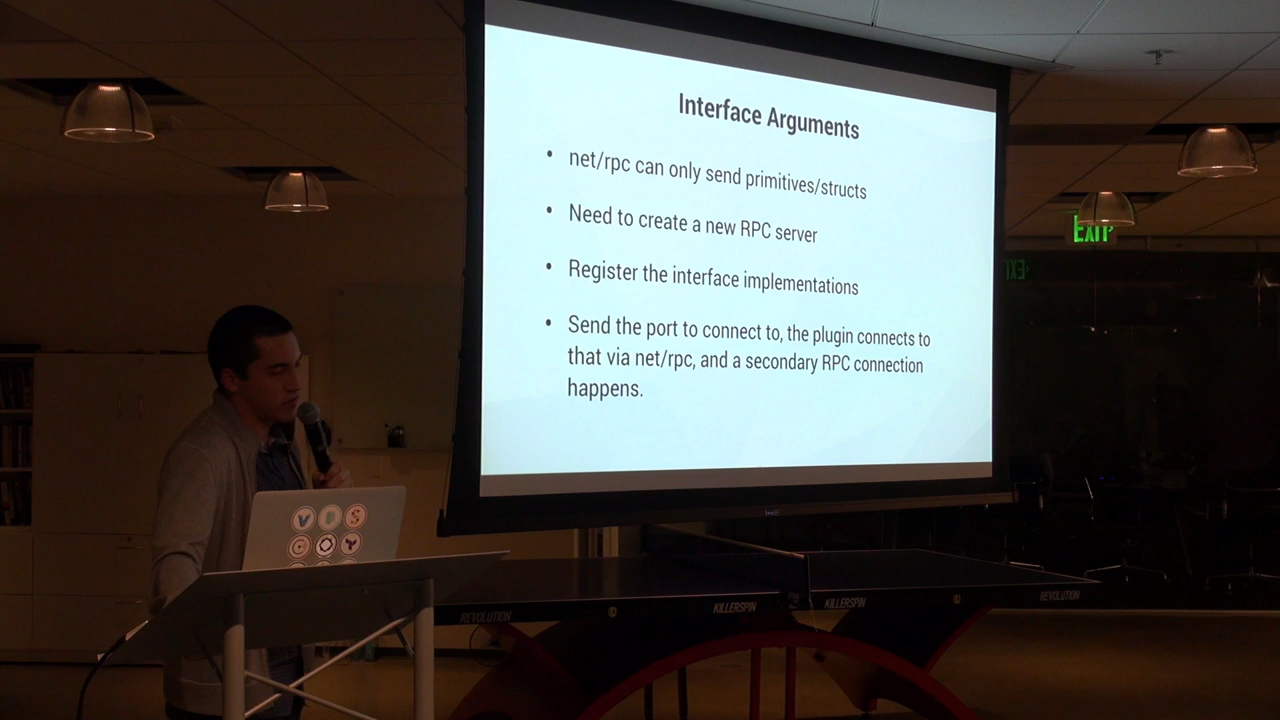 Interface Arguments
• net/rpc can only send primitives/structs
• Need to create a new RPC server
• Register the interface implementations
• Send the port to connect to, the plugin connects to
that via net/rpc, and a secondary RPC connection
happens.
EXIT
EXI
V P S
C
REVOLUTION
KILLERSPIN
KILLERSPIN
REVOLUTION